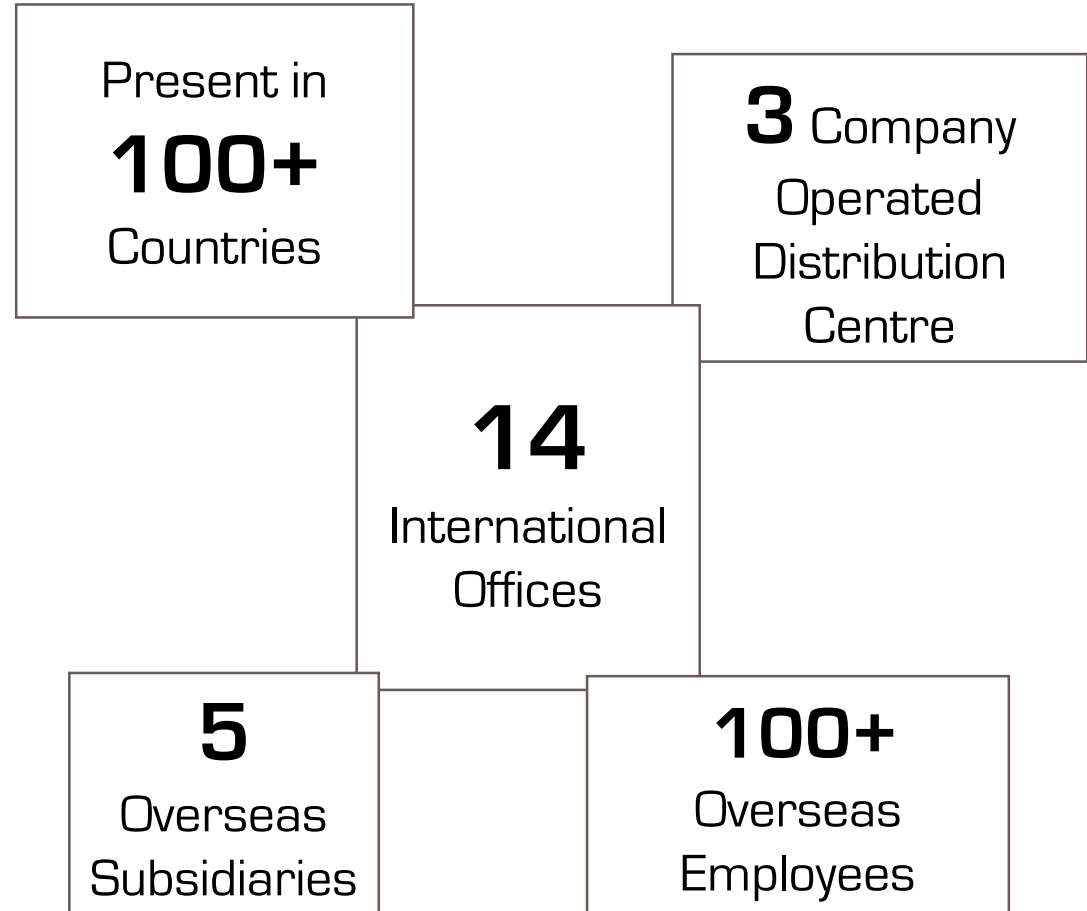 Present in
100+
Countries
3 Company
Operated
Distribution
Centre
14
International
Offices
5
Overseas
Subsidiaries
100+
Overseas
Employees